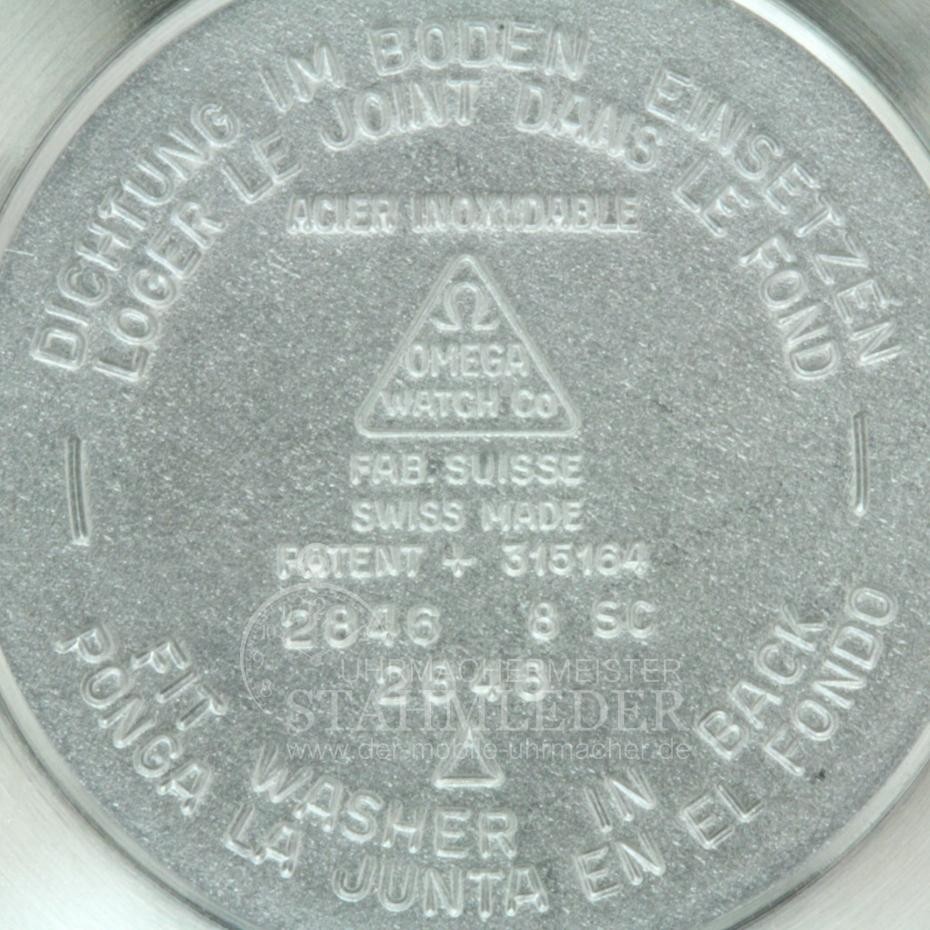 DICHTUNG IM BODEN EINSETZEN
LOGER LE JOINT DANS LE FOND
ACIER INOXYDABLE
Ω
OMEGA
WATCH Co
FAB. SUISSE
SWISS MADE
POTENT + 315164
2846 8 SC
2848
UHRMACHERMEISTER
STAHMLEDER
www.der-mobile-uhrmacher.de
FIT WASHER IN BACK
PONGA LA JUNTA EN EL FONDO